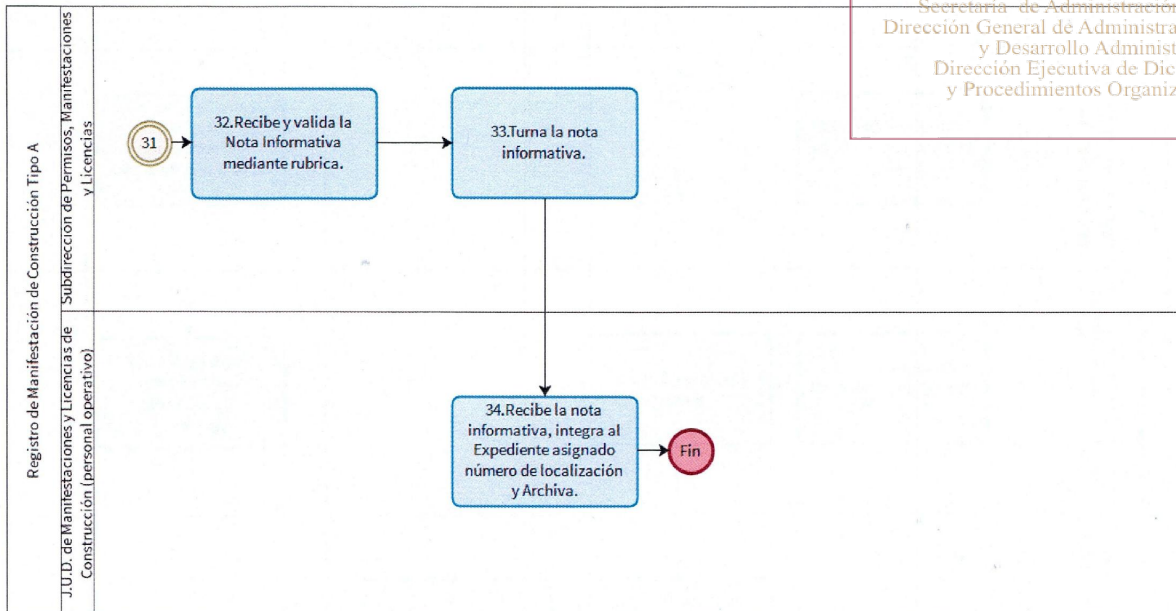 Secretaría de Administración
Dirección General de Administra
y Desarrollo Administ
Dirección Ejecutiva de Dic
y Procedimientos Organiz
Registro de Manifestación de Construcción Tipo A
Subdirección de Permisos, Manifestaciones
y Licencias
31
32.Recibe y valida la
Nota Informativa
mediante rubrica.
33.Turna la nota
informativa.
J.U.D. de Manifestaciones y Licencias de
Construcción (personal operativo)
34.Recibe la nota
informativa, integra al
Expediente asignado
número de localización
y Archiva.
Fin